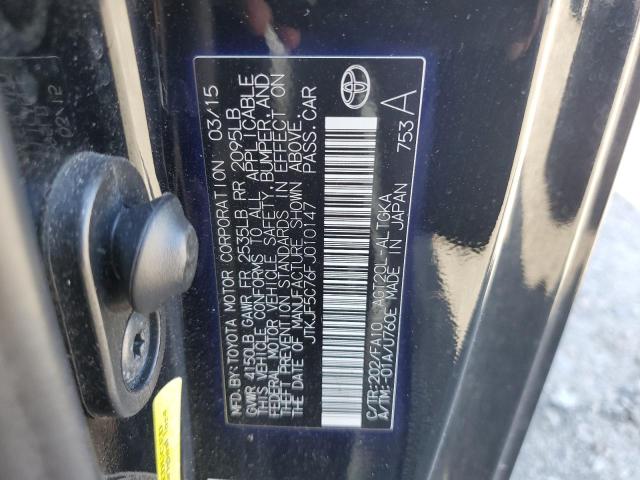 MFD.BY:TOYOTA MOTOR CORPORATION 03/15
GVWR 4150LB GAWR FR 2535LB RR 2095LB
THIS VEHICLE CONFORMS TO ALL APPLICABLE
FEDERAL MOTOR VEHICLE SAFETY, BUMPER, AND
THEFT PREVENTION STANDARDS IN EFFECT ON
THE DATE OF MANUFACTURE SHOWN ABOVE.
JTKJF5C76FJ010147 PASS.CAR
C/TR:202/FA10 AGT20L-ALTGKA
A/TM:-01A/U760E MADE IN JAPAN
753 A